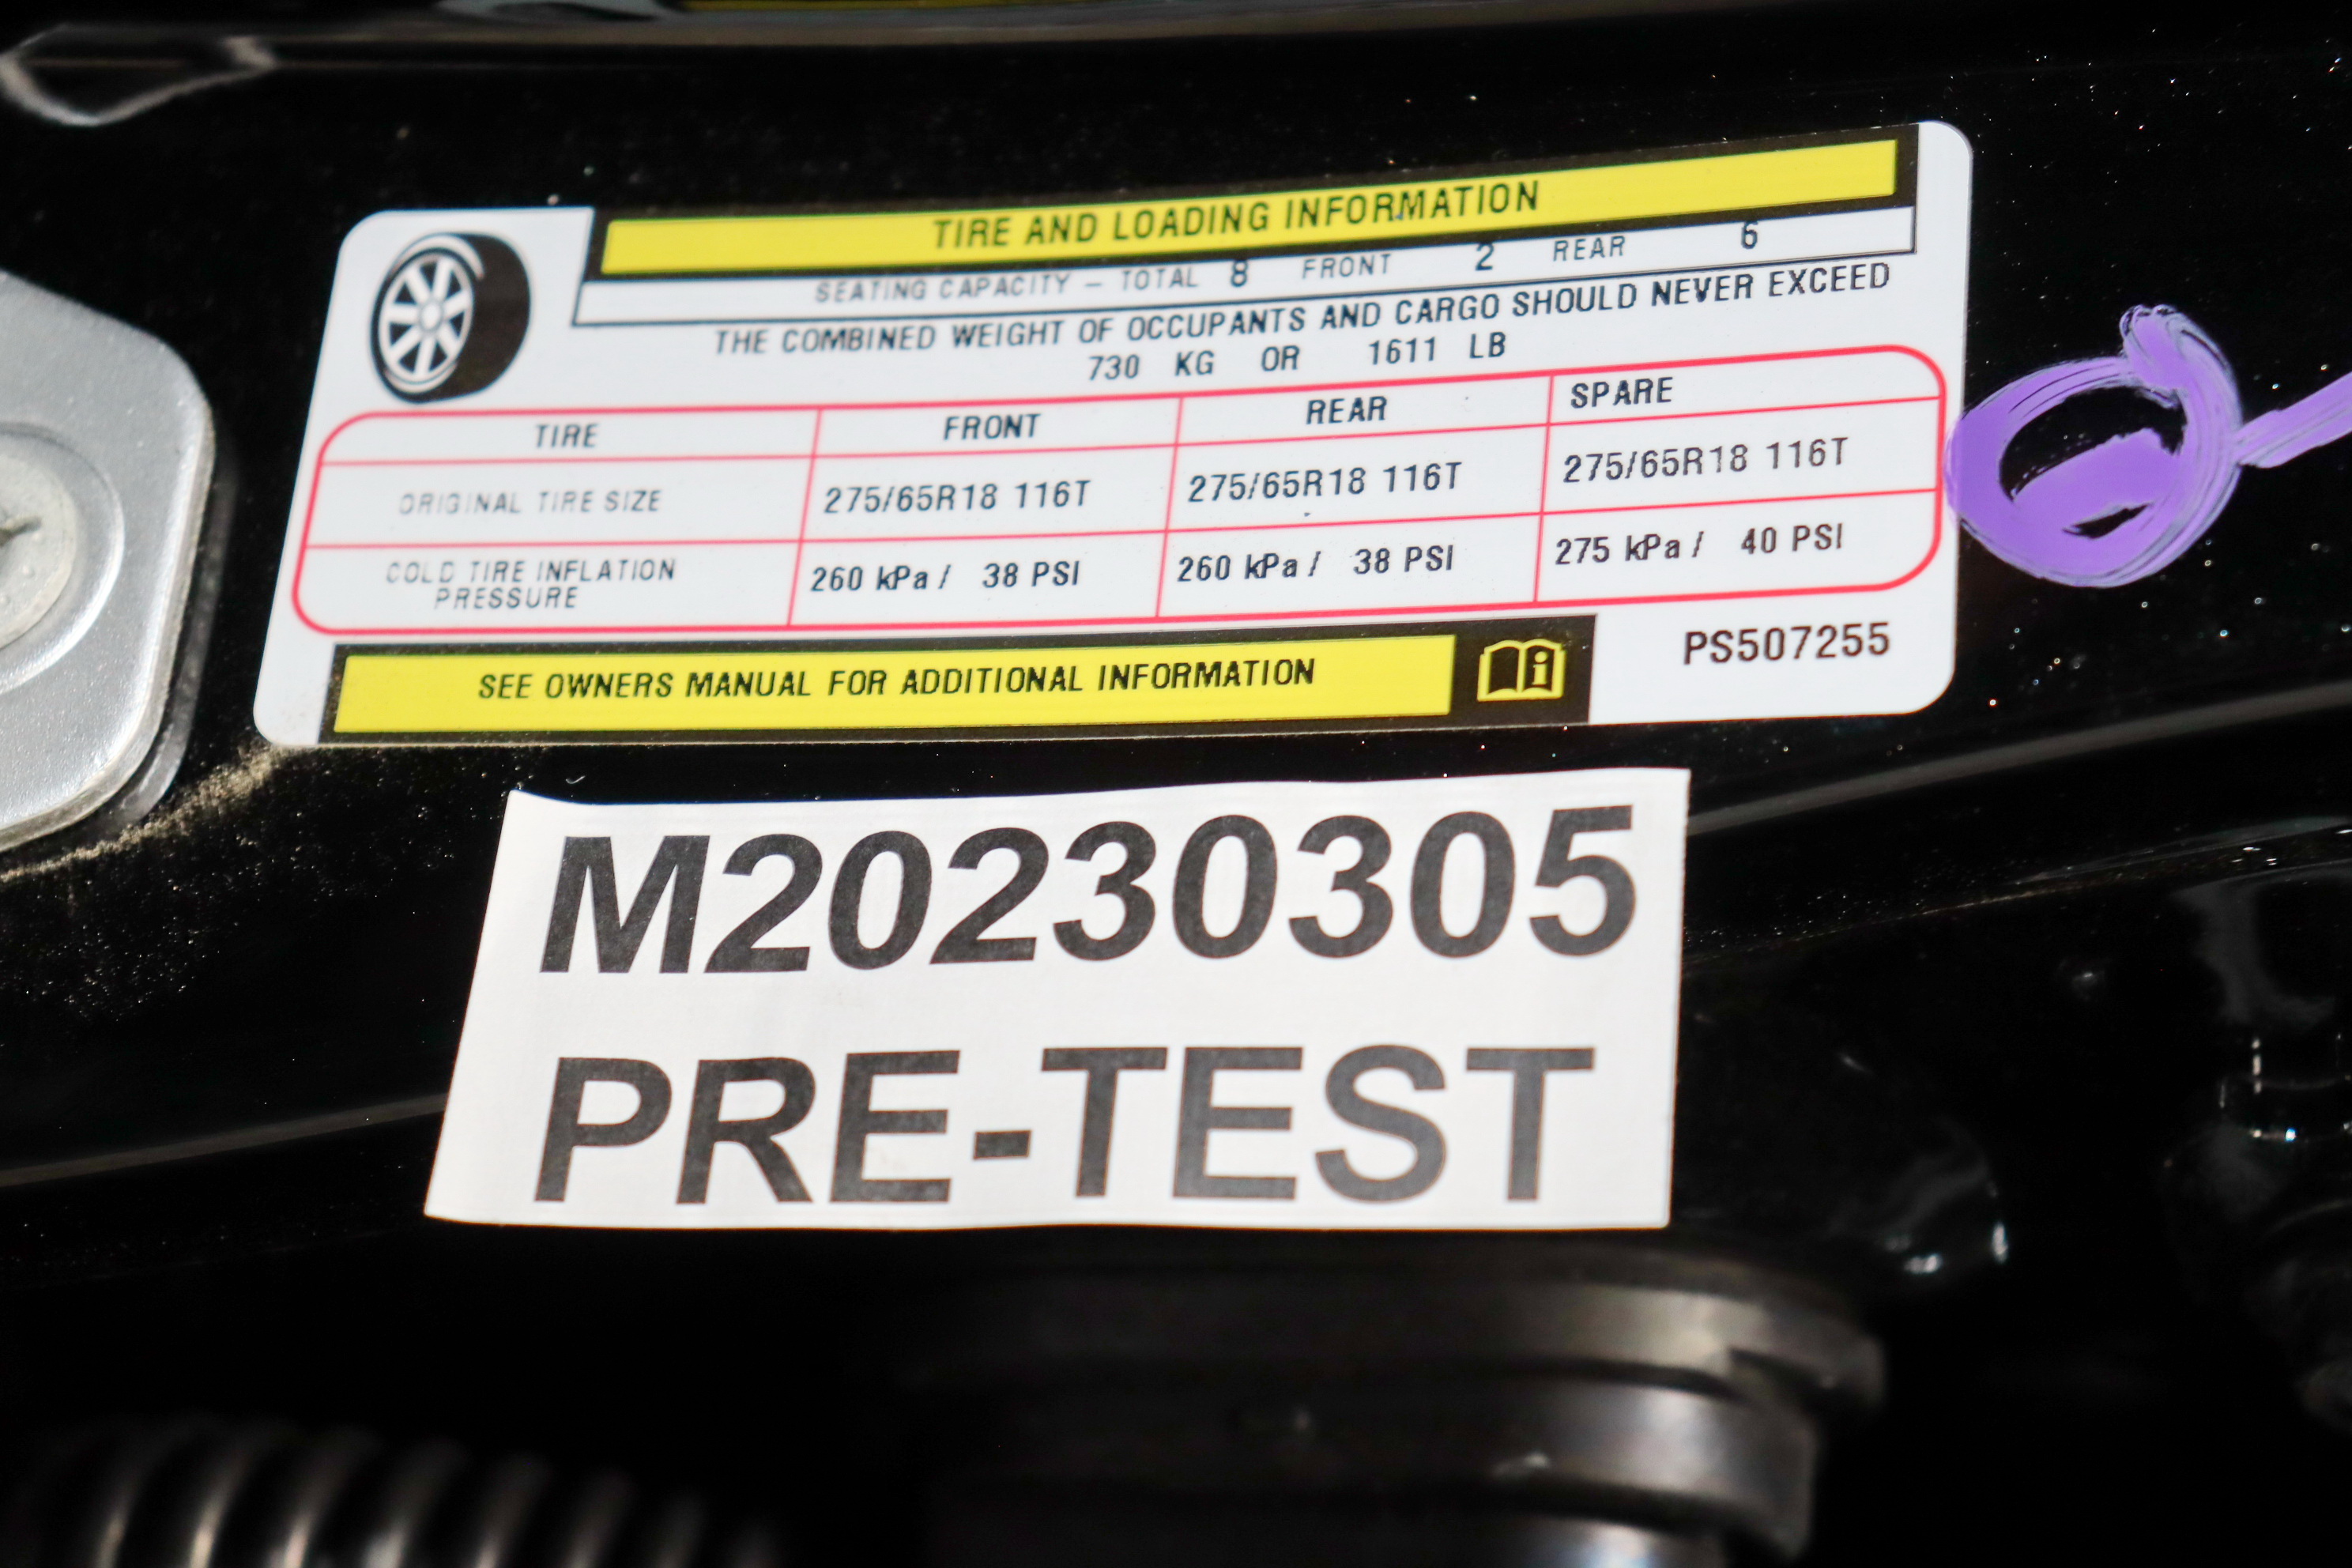 TIRE AND LOADING INFORMATION
SEATING CAPACITY – TOTAL 8 FRONT 2 REAR 6
THE COMBINED WEIGHT OF OCCUPANTS AND CARGO SHOULD NEVER EXCEED
730 KG OR 1611 LB
TIRE FRONT REAR SPARE
ORIGINAL TIRE SIZE 275/65R18 116T 275/65R18 116T 275/65R18 116T
COLD TIRE INFLATION PRESSURE 260 kPa / 38 PSI 260 kPa / 38 PSI 275 kPa / 40 PSI
SEE OWNERS MANUAL FOR ADDITIONAL INFORMATION
PS507255
M20230305
PRE-TEST